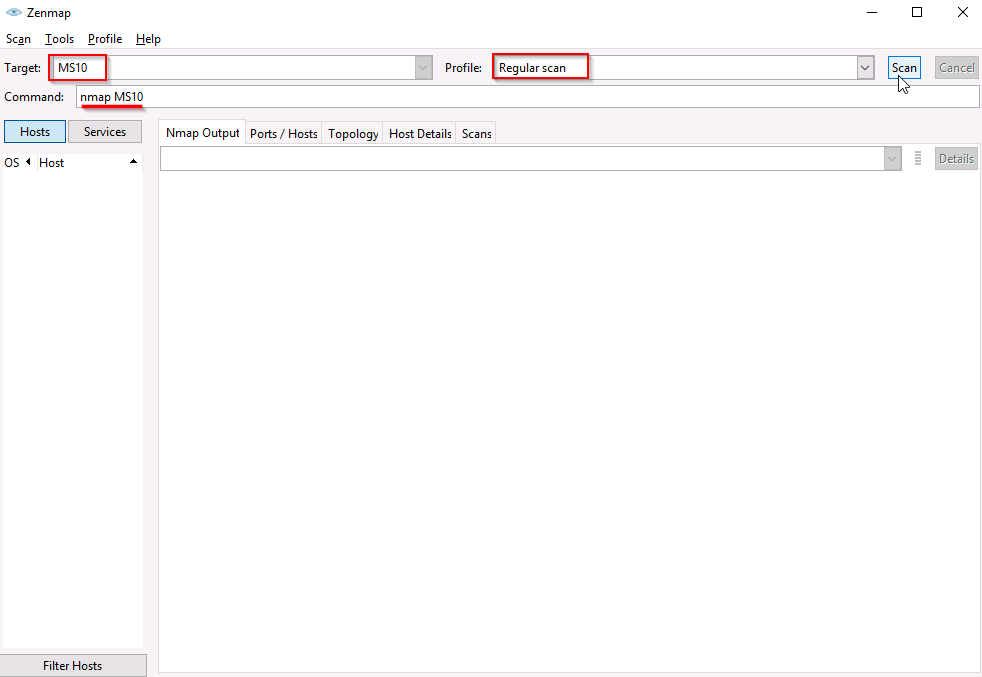 Zenmap
Scan Tools Profile Help
Target: MS10 Profile: Regular scan Scan Cancel
Command: nmap MS10
Hosts Services Nmap Output Ports / Hosts Topology Host Details Scans
OS Host Details
Filter Hosts